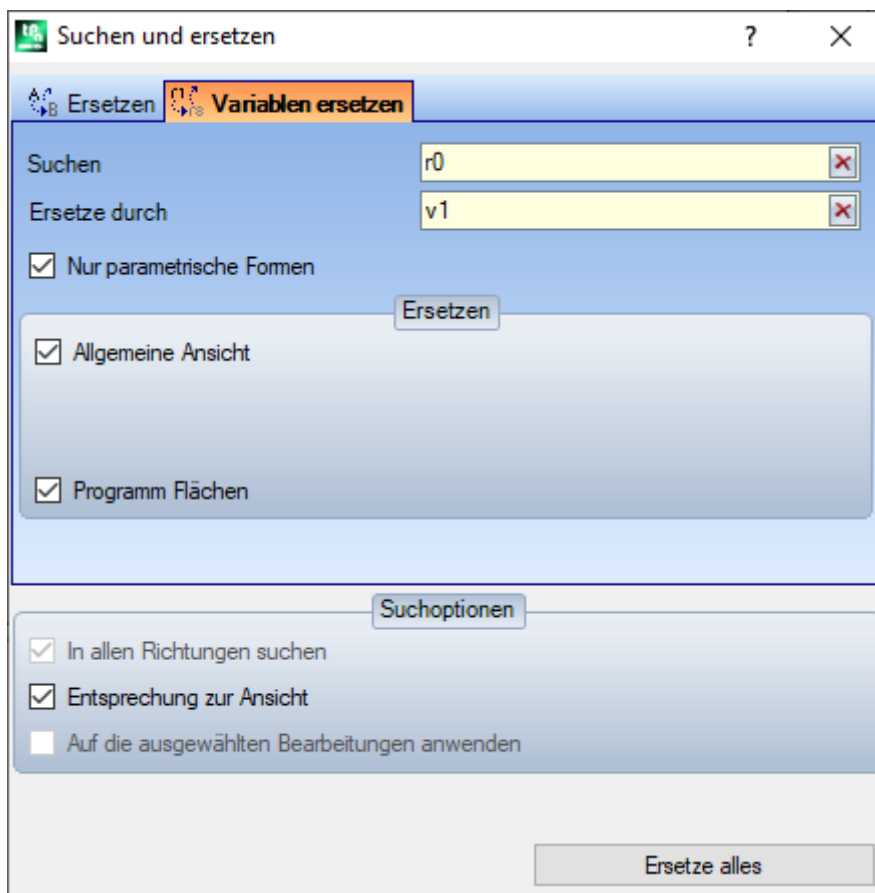 Suchen und ersetzen
Ersetzen Variablen ersetzen
Suchen r0
Ersetze durch v1
Nur parametrische Formen
Ersetzen
Allgemeine Ansicht
Programm Flächen
Suchoptionen
In allen Richtungen suchen
Entsprechung zur Ansicht
Auf die ausgewählten Bearbeitungen anwenden
Ersetze alles